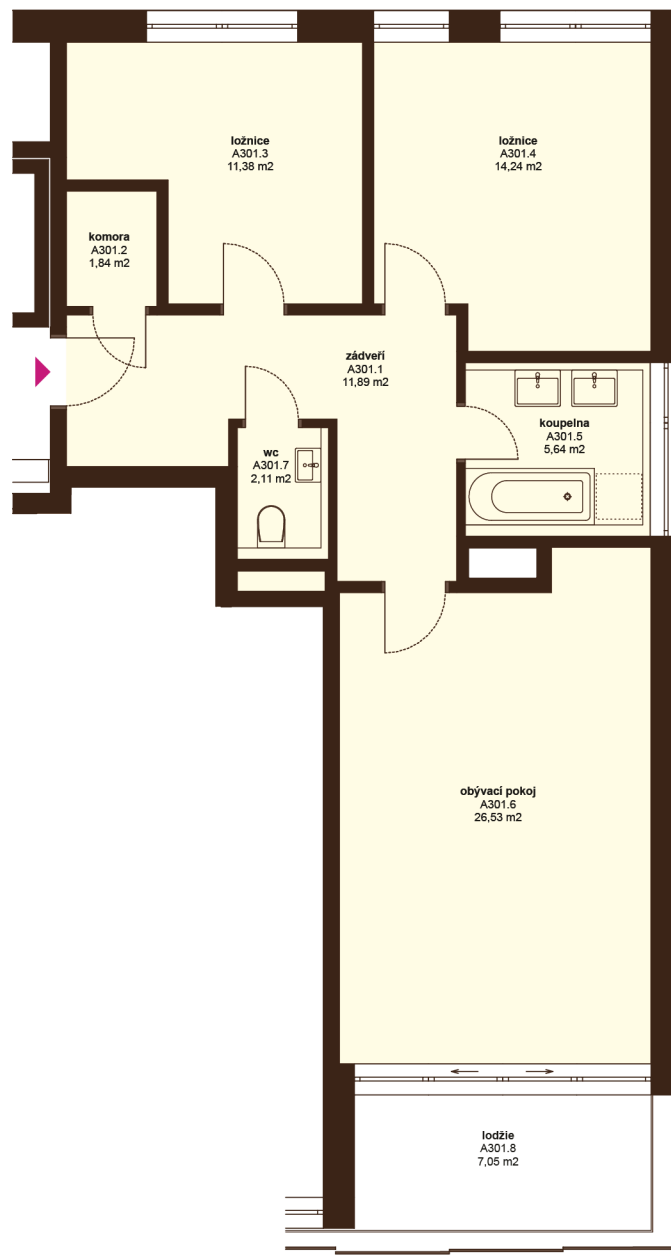 ložnice
A301.3
11,38 m2
ložnice
A301.4
14,24 m2
komora
A301.2
1,84 m2
zádveří
A301.1
11,89 m2
koupelna
A301.5
5,64 m2
wc
A301.7
2,11 m2
obývací pokoj
A301.6
26,53 m2
lodžie
A301.8
7,05 m2